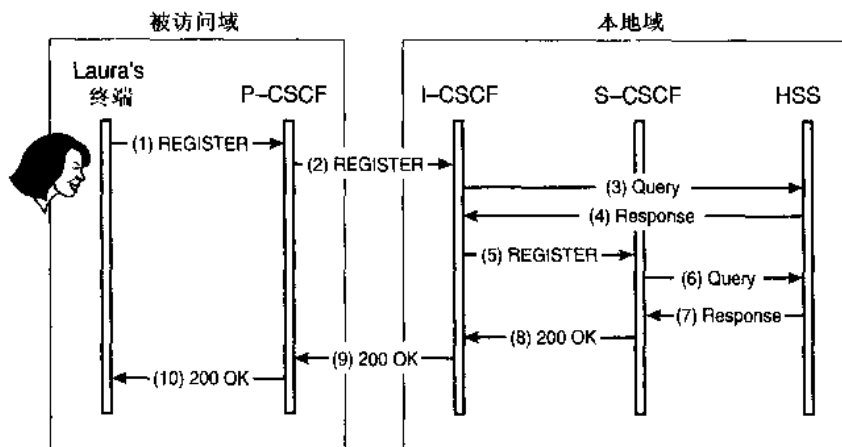 被访问域
本地域
Laura's
终端
P-CSCF
I-CSCF
S-CSCF
HSS
(1) REGISTER
(2) REGISTER
(3) Query
(4) Response
(5) REGISTER
(6) Query
(7) Response
(8) 200 OK
(9) 200 OK
(10) 200 OK